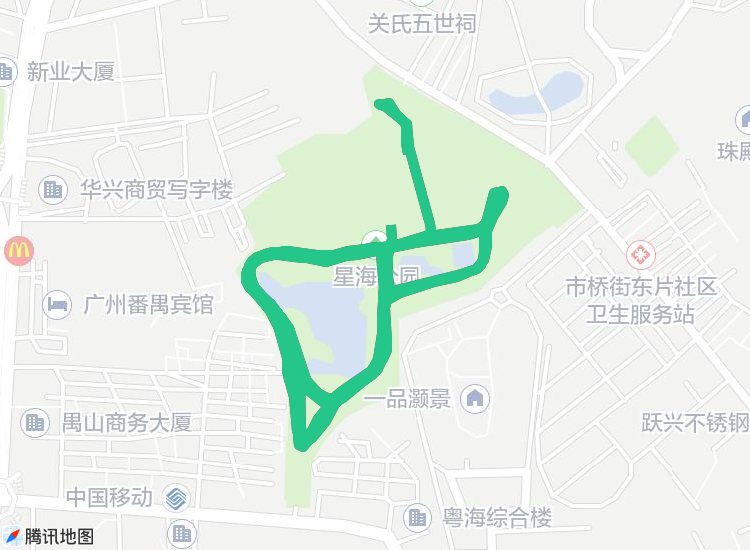 关氏五世祠
新业大厦
珠殿
华兴商贸写字楼
星海公园
市桥街东片社区
卫生服务站
广州番禺宾馆
一品灏景
禺山商务大厦
跃兴不锈钢
中国移动
粤海综合楼
腾讯地图